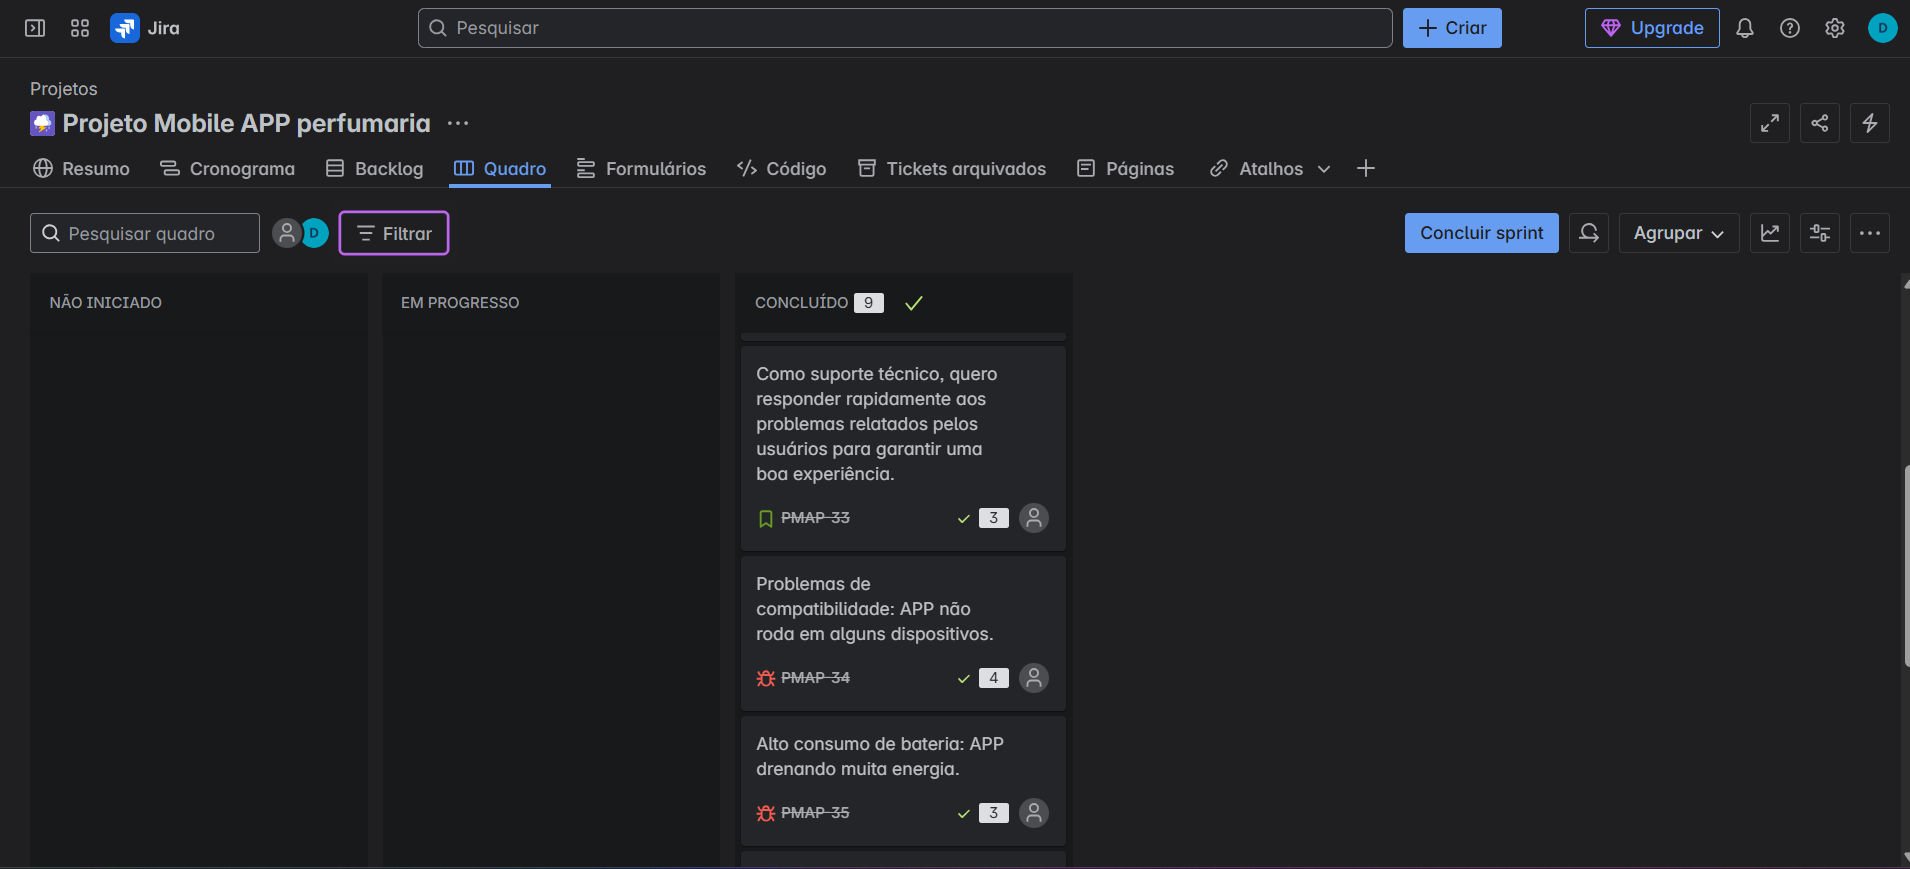 Jira
Pesquisar
Criar
Upgrade
D
Projetos
Projeto Mobile APP perfumaria
Resumo
Cronograma
Backlog
Quadro
Formulários
Código
Tickets arquivados
Páginas
Atalhos
Pesquisar quadro
D
Filtrar
Concluir sprint
Agrupar
NÃO INICIADO
EM PROGRESSO
CONCLUÍDO 9
Como suporte técnico, quero
responder rapidamente aos
problemas relatados pelos
usuários para garantir uma
boa experiência.
PMAP-33
3
Problemas de
compatibilidade: APP não
roda em alguns dispositivos.
PMAP-34
4
Alto consumo de bateria: APP
drenando muita energia.
PMAP-35
3